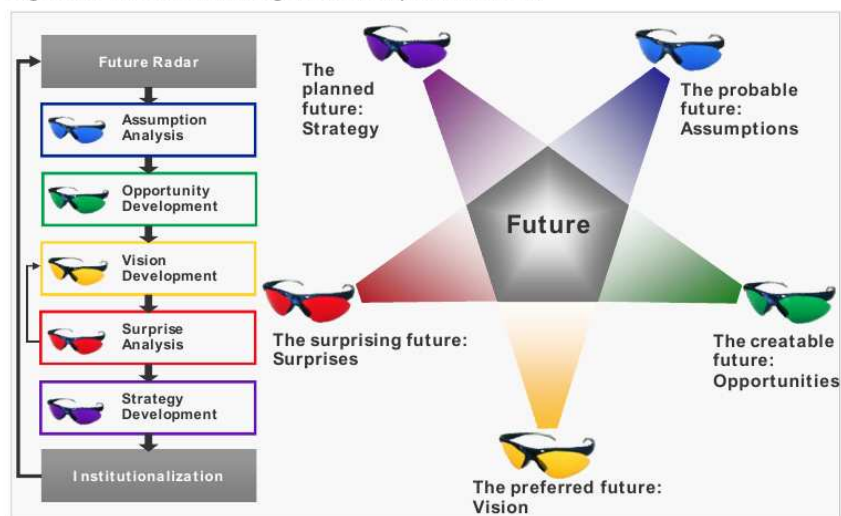 Future Radar
Assumption
Analysis
Opportunity
Development
Vision
Development
Surprise
Analysis
Strategy
Development
Institutionalization
The
planned
future:
Strategy
The probable
future:
Assumptions
Future
The surprising future:
Surprises
The creatable
future:
Opportunities
The preferred future:
Vision